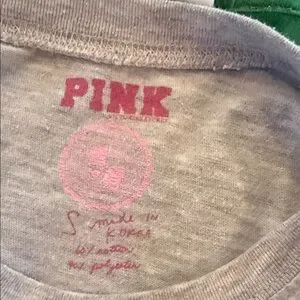 PINK
S made IN
KOREA
60% cotton
40% polyester